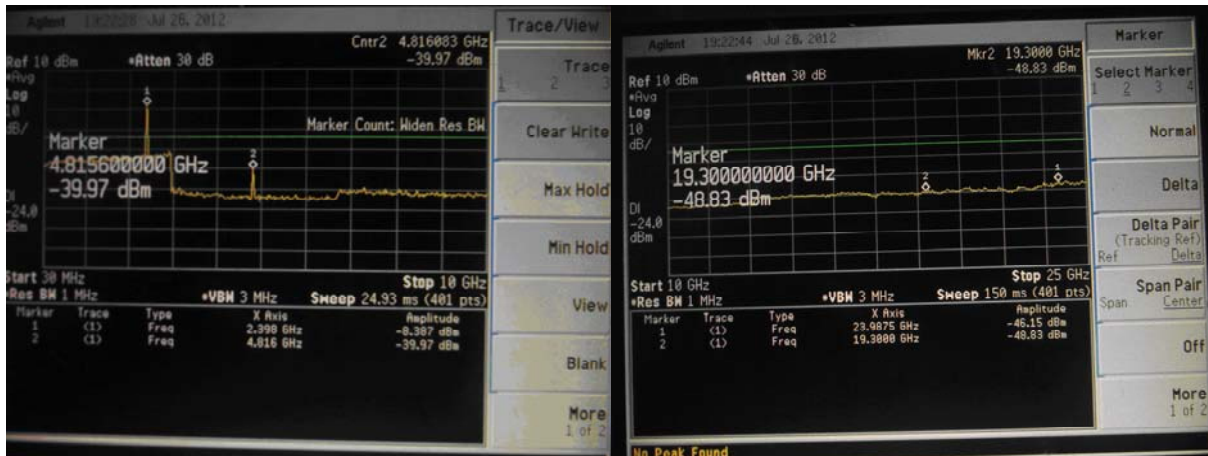 Agilent 19:22:28 Jul 26, 2012
Trace/View
Cntr2 4.816083 GHz
Ref 10 dBm
*Atten 30 dB
-39.97 dBm
*Avg
Log
10
dB/
Trace
1 2 3
1
2
Marker Count: Widen Res BW
Clear Write
Marker
4.815600000 GHz
-39.97 dBm
Max Hold
DI
-24.0
dBm
Min Hold
Start 30 MHz
Stop 10 GHz
*Res BW 1 MHz
*VBW 3 MHz
Sweep 24.93 ms (401 pts)
View
Marker Trace Type X Axis Amplitude
1 (1) Freq 2.398 GHz -8.387 dBm
2 (1) Freq 4.816 GHz -39.97 dBm
Blank
More
1 of 2
Agilent 19:22:44 Jul 26, 2012
Marker
Mkr2 19.3000 GHz
Ref 10 dBm
*Atten 30 dB
-48.83 dBm
*Avg
Log
10
dB/
Select Marker
1 2 3 4
Normal
Marker
19.300000000 GHz
-48.83 dBm
2
1
Delta
DI
-24.0
dBm
Delta Pair
(Tracking Ref)
Ref Delta
Start 10 GHz
Stop 25 GHz
*Res BW 1 MHz
*VBW 3 MHz
Sweep 150 ms (401 pts)
Span Pair
Span Center
Marker Trace Type X Axis Amplitude
1 (1) Freq 23.9875 GHz -46.15 dBm
2 (1) Freq 19.3000 GHz -48.83 dBm
Off
More
1 of 2
No Peak Found